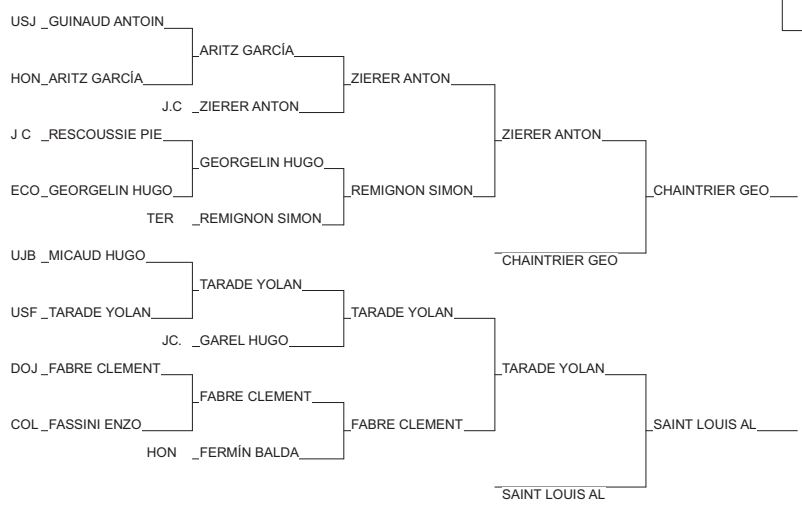 USJ _GUINAUD ANTOIN
ARITZ GARCÍA
HON_ARITZ GARCÍA
ZIERER ANTON
J.C _ZIERER ANTON
J C _RESCOUSSIE PIE
ZIERER ANTON
GEORGELIN HUGO
ECO_GEORGELIN HUGO
REMIGNON SIMON
CHAINTRIER GEO
TER _REMIGNON SIMON
UJB _MICAUD HUGO
CHAINTRIER GEO
TARADE YOLAN
USF _TARADE YOLAN
TARADE YOLAN
JC. _GAREL HUGO
DOJ _FABRE CLEMENT
TARADE YOLAN
FABRE CLEMENT
COL _FASSINI ENZO
FABRE CLEMENT
SAINT LOUIS AL
HON _FERMÍN BALDA
SAINT LOUIS AL